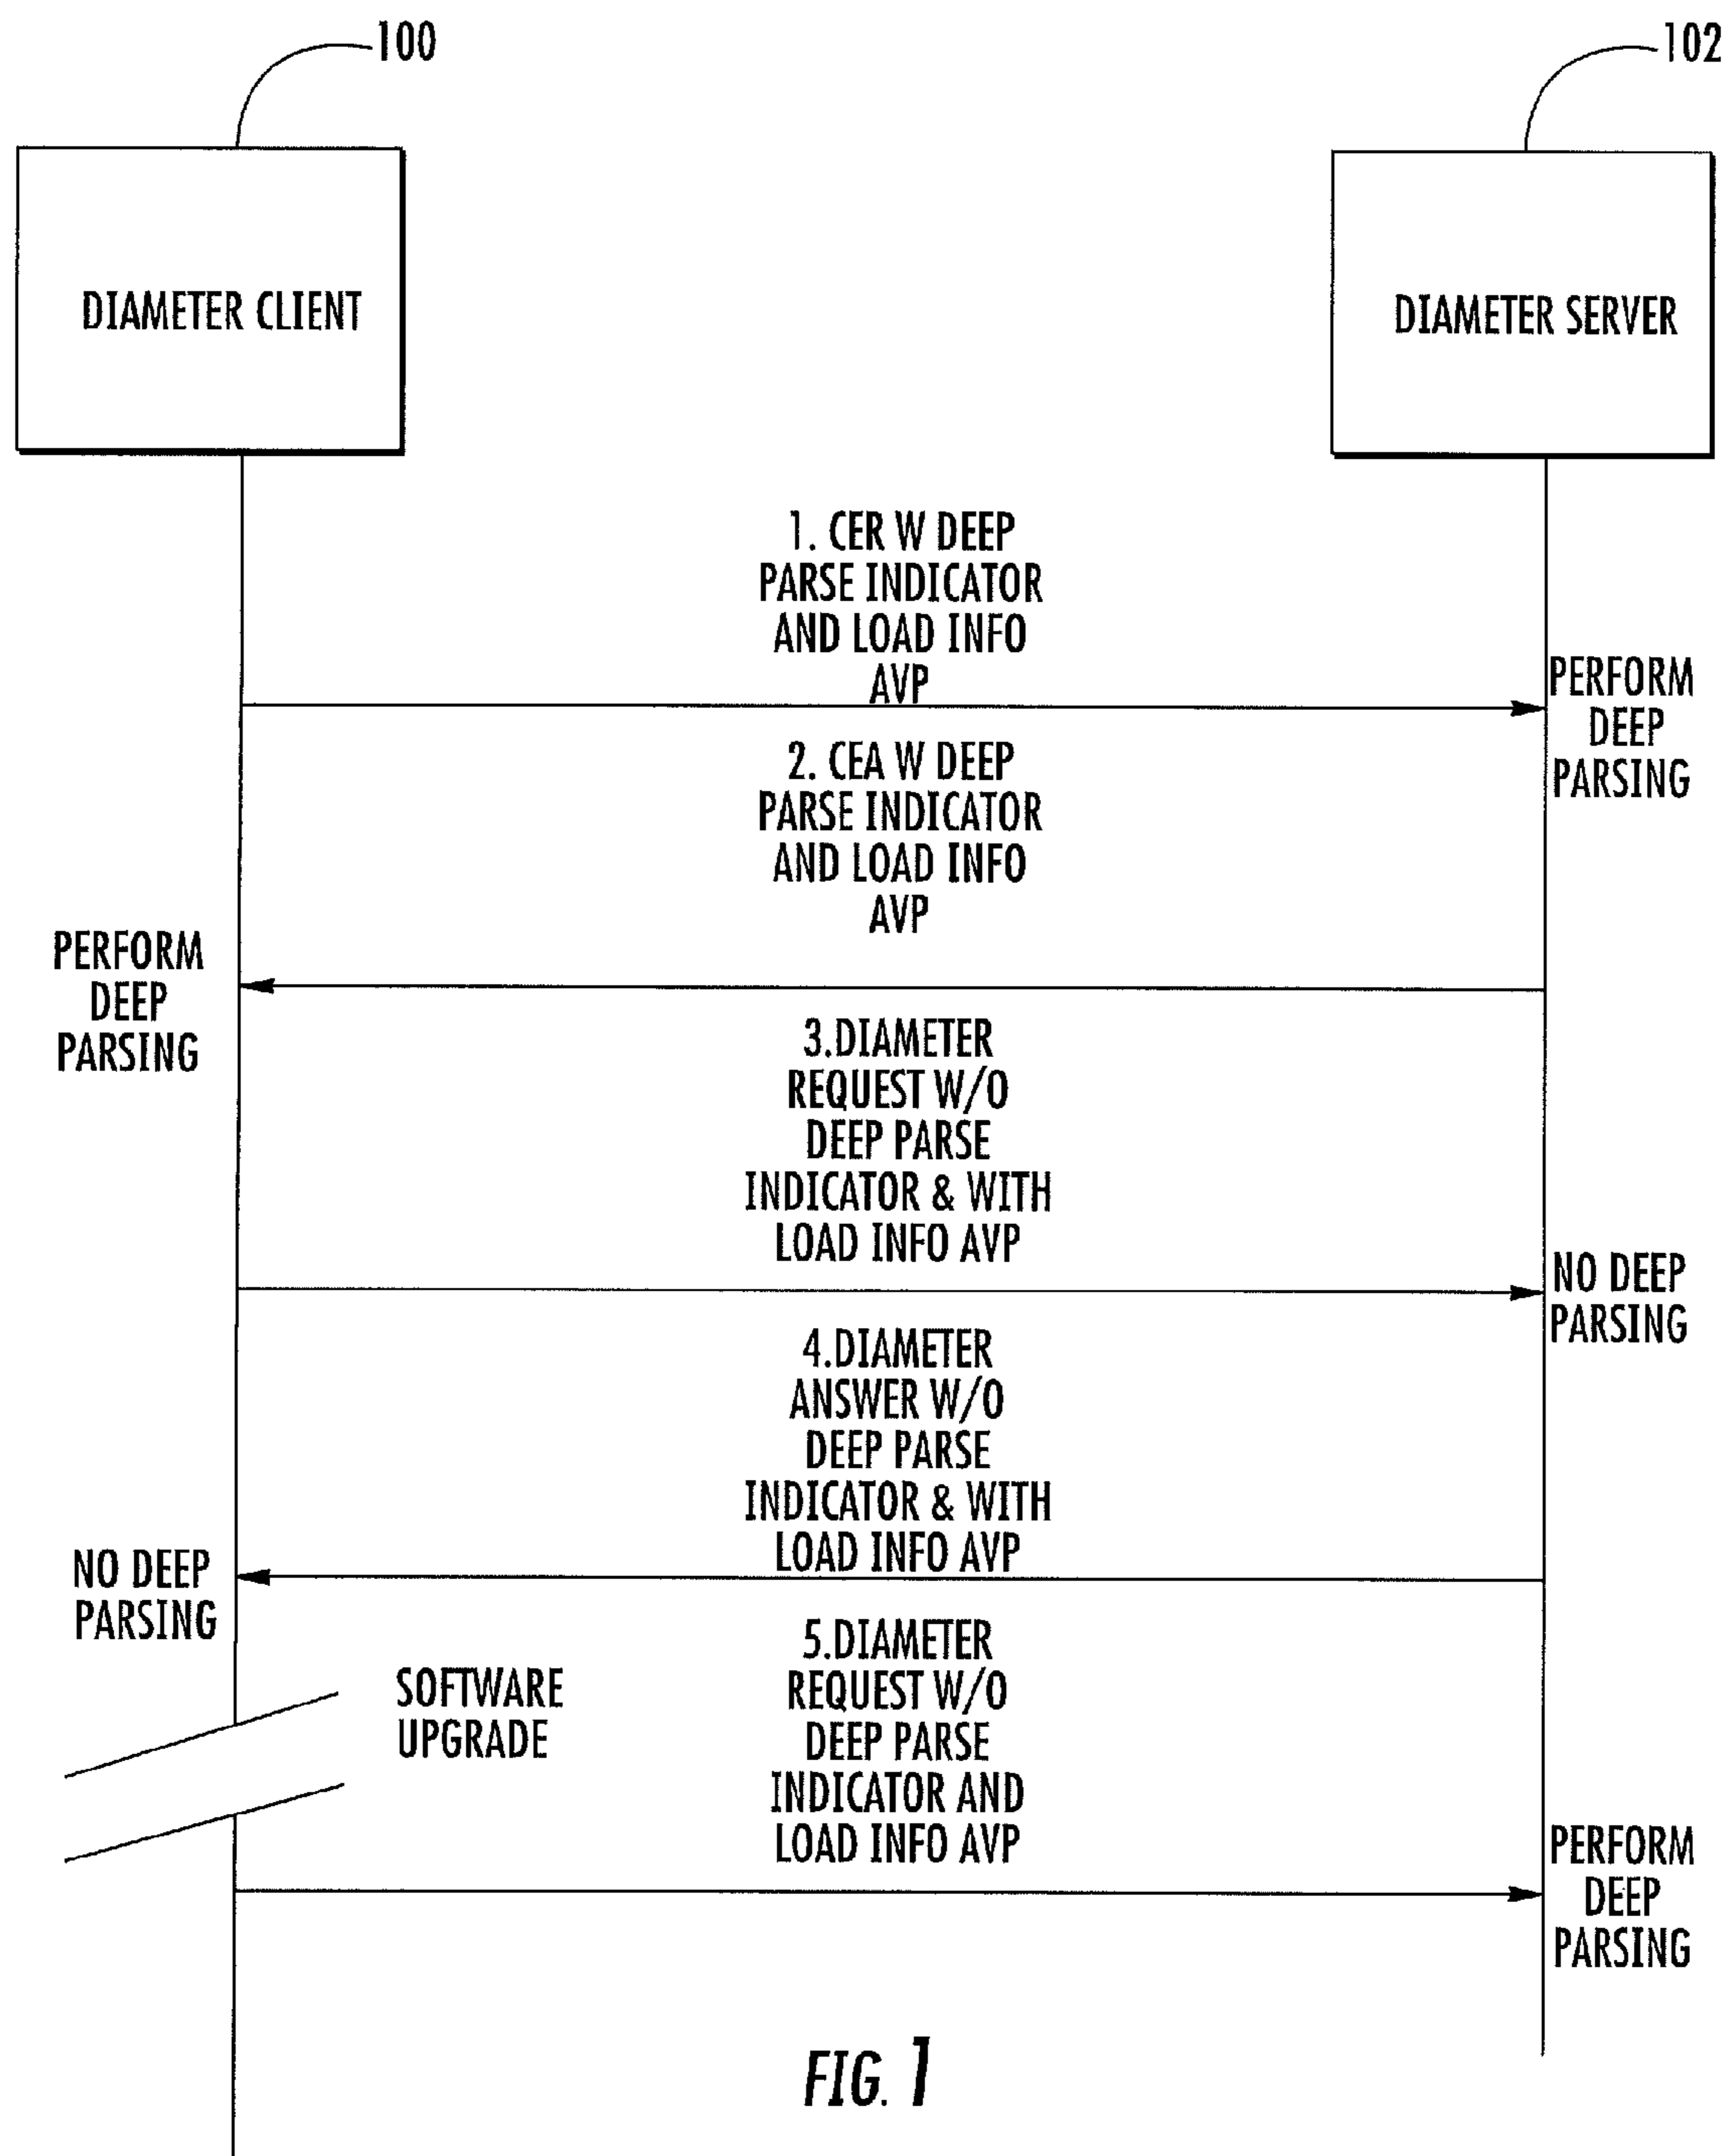 100
102
DIAMETER CLIENT
DIAMETER SERVER
1. CER W DEEP
PARSE INDICATOR
AND LOAD INFO
AVP
PERFORM
DEEP
PARSING
2. CEA W DEEP
PARSE INDICATOR
AND LOAD INFO
AVP
PERFORM
DEEP
PARSING
3.DIAMETER
REQUEST W/O
DEEP PARSE
INDICATOR & WITH
LOAD INFO AVP
NO DEEP
PARSING
4.DIAMETER
ANSWER W/O
DEEP PARSE
INDICATOR & WITH
LOAD INFO AVP
NO DEEP
PARSING
SOFTWARE
UPGRADE
5.DIAMETER
REQUEST W/O
DEEP PARSE
INDICATOR AND
LOAD INFO AVP
PERFORM
DEEP
PARSING
FIG. 1